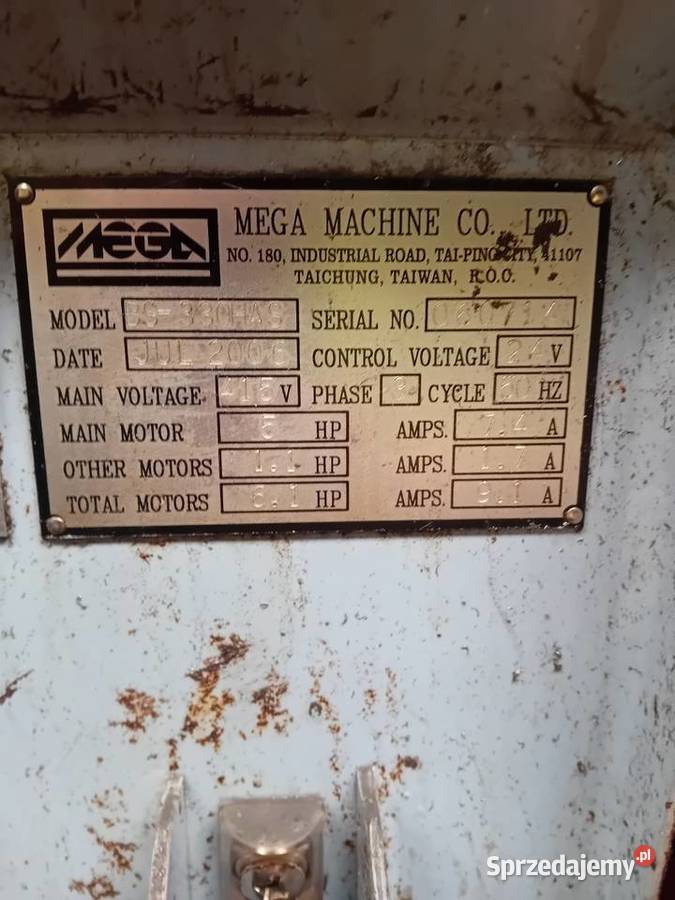 MEGA
MEGA MACHINE CO., LTD.
NO. 180, INDUSTRIAL ROAD, TAI-PING CITY, 41107
TAICHUNG, TAIWAN, R.O.C.
MODEL BS-330HAS SERIAL NO.
DATE JUL 2006 CONTROL VOLTAGE 24 V
MAIN VOLTAGE 415 V PHASE 3 CYCLE 50 HZ
MAIN MOTOR 5 HP AMPS. 7.4 A
OTHER MOTORS 1.1 HP AMPS. 1.7 A
TOTAL MOTORS 6.1 HP AMPS. 9.1 A
Sprzedajemy.pl